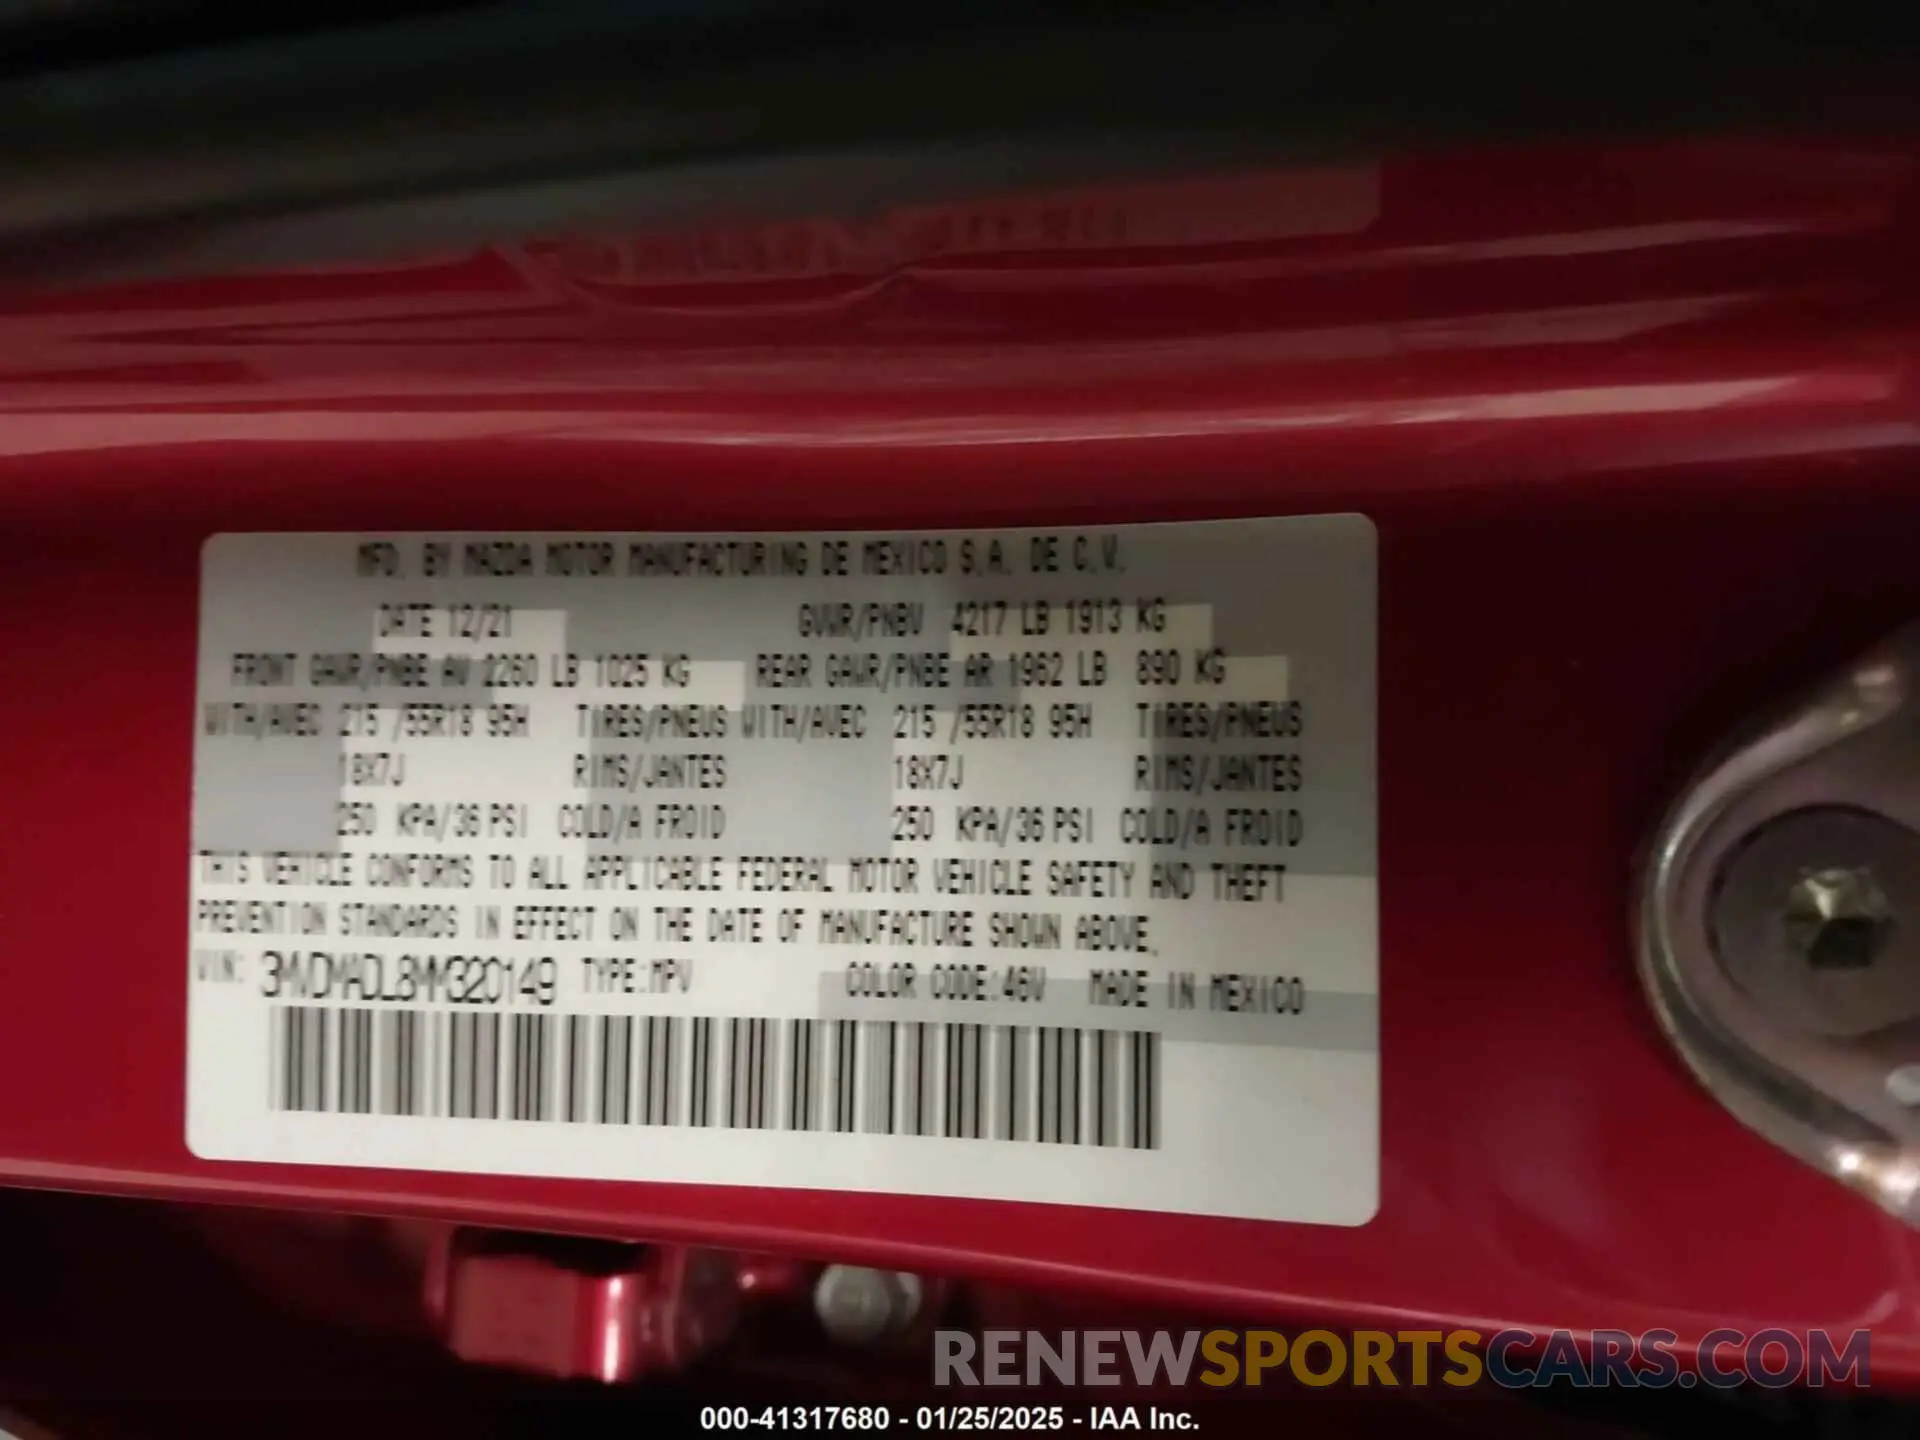 MFD. BY MAZDA MOTOR MANUFACTURING DE MEXICO S.A. DE C.V.
DATE 12/21 GVWR/PNBV 4217 LB 1913 KG
FRONT GAWR/PNBE AV 2260 LB 1025 KG REAR GAWR/PNBE AR 1962 LB 890 KG
WITH/AVEC 215 /55R18 95H TIRES/PNEUS WITH/AVEC 215 /55R18 95H TIRES/PNEUS
18X7J RIMS/JANTES 18X7J RIMS/JANTES
250 KPA/36 PSI COLD/A FROID 250 KPA/36 PSI COLD/A FROID
THIS VEHICLE CONFORMS TO ALL APPLICABLE FEDERAL MOTOR VEHICLE SAFETY AND THEFT
PREVENTION STANDARDS IN EFFECT ON THE DATE OF MANUFACTURE SHOWN ABOVE.
VIN: 3MVDMADL8MM320149 TYPE:MPV COLOR CODE:46V MADE IN MEXICO
RENEWSPORTSCARS.COM
000-41317680 - 01/25/2025 - IAA Inc.